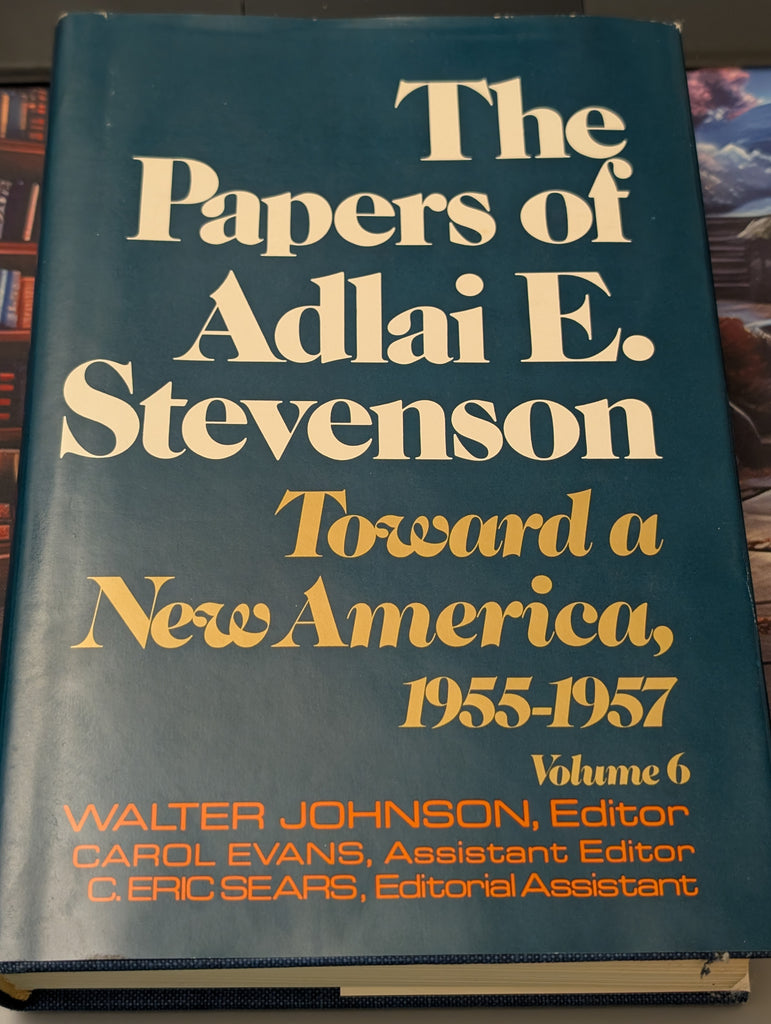 The
Papers of
Adlai E.
Stevenson
Toward a
New America,
1955-1957
Volume 6
WALTER JOHNSON, Editor
CAROL EVANS, Assistant Editor
C. ERIC SEARS, Editorial Assistant